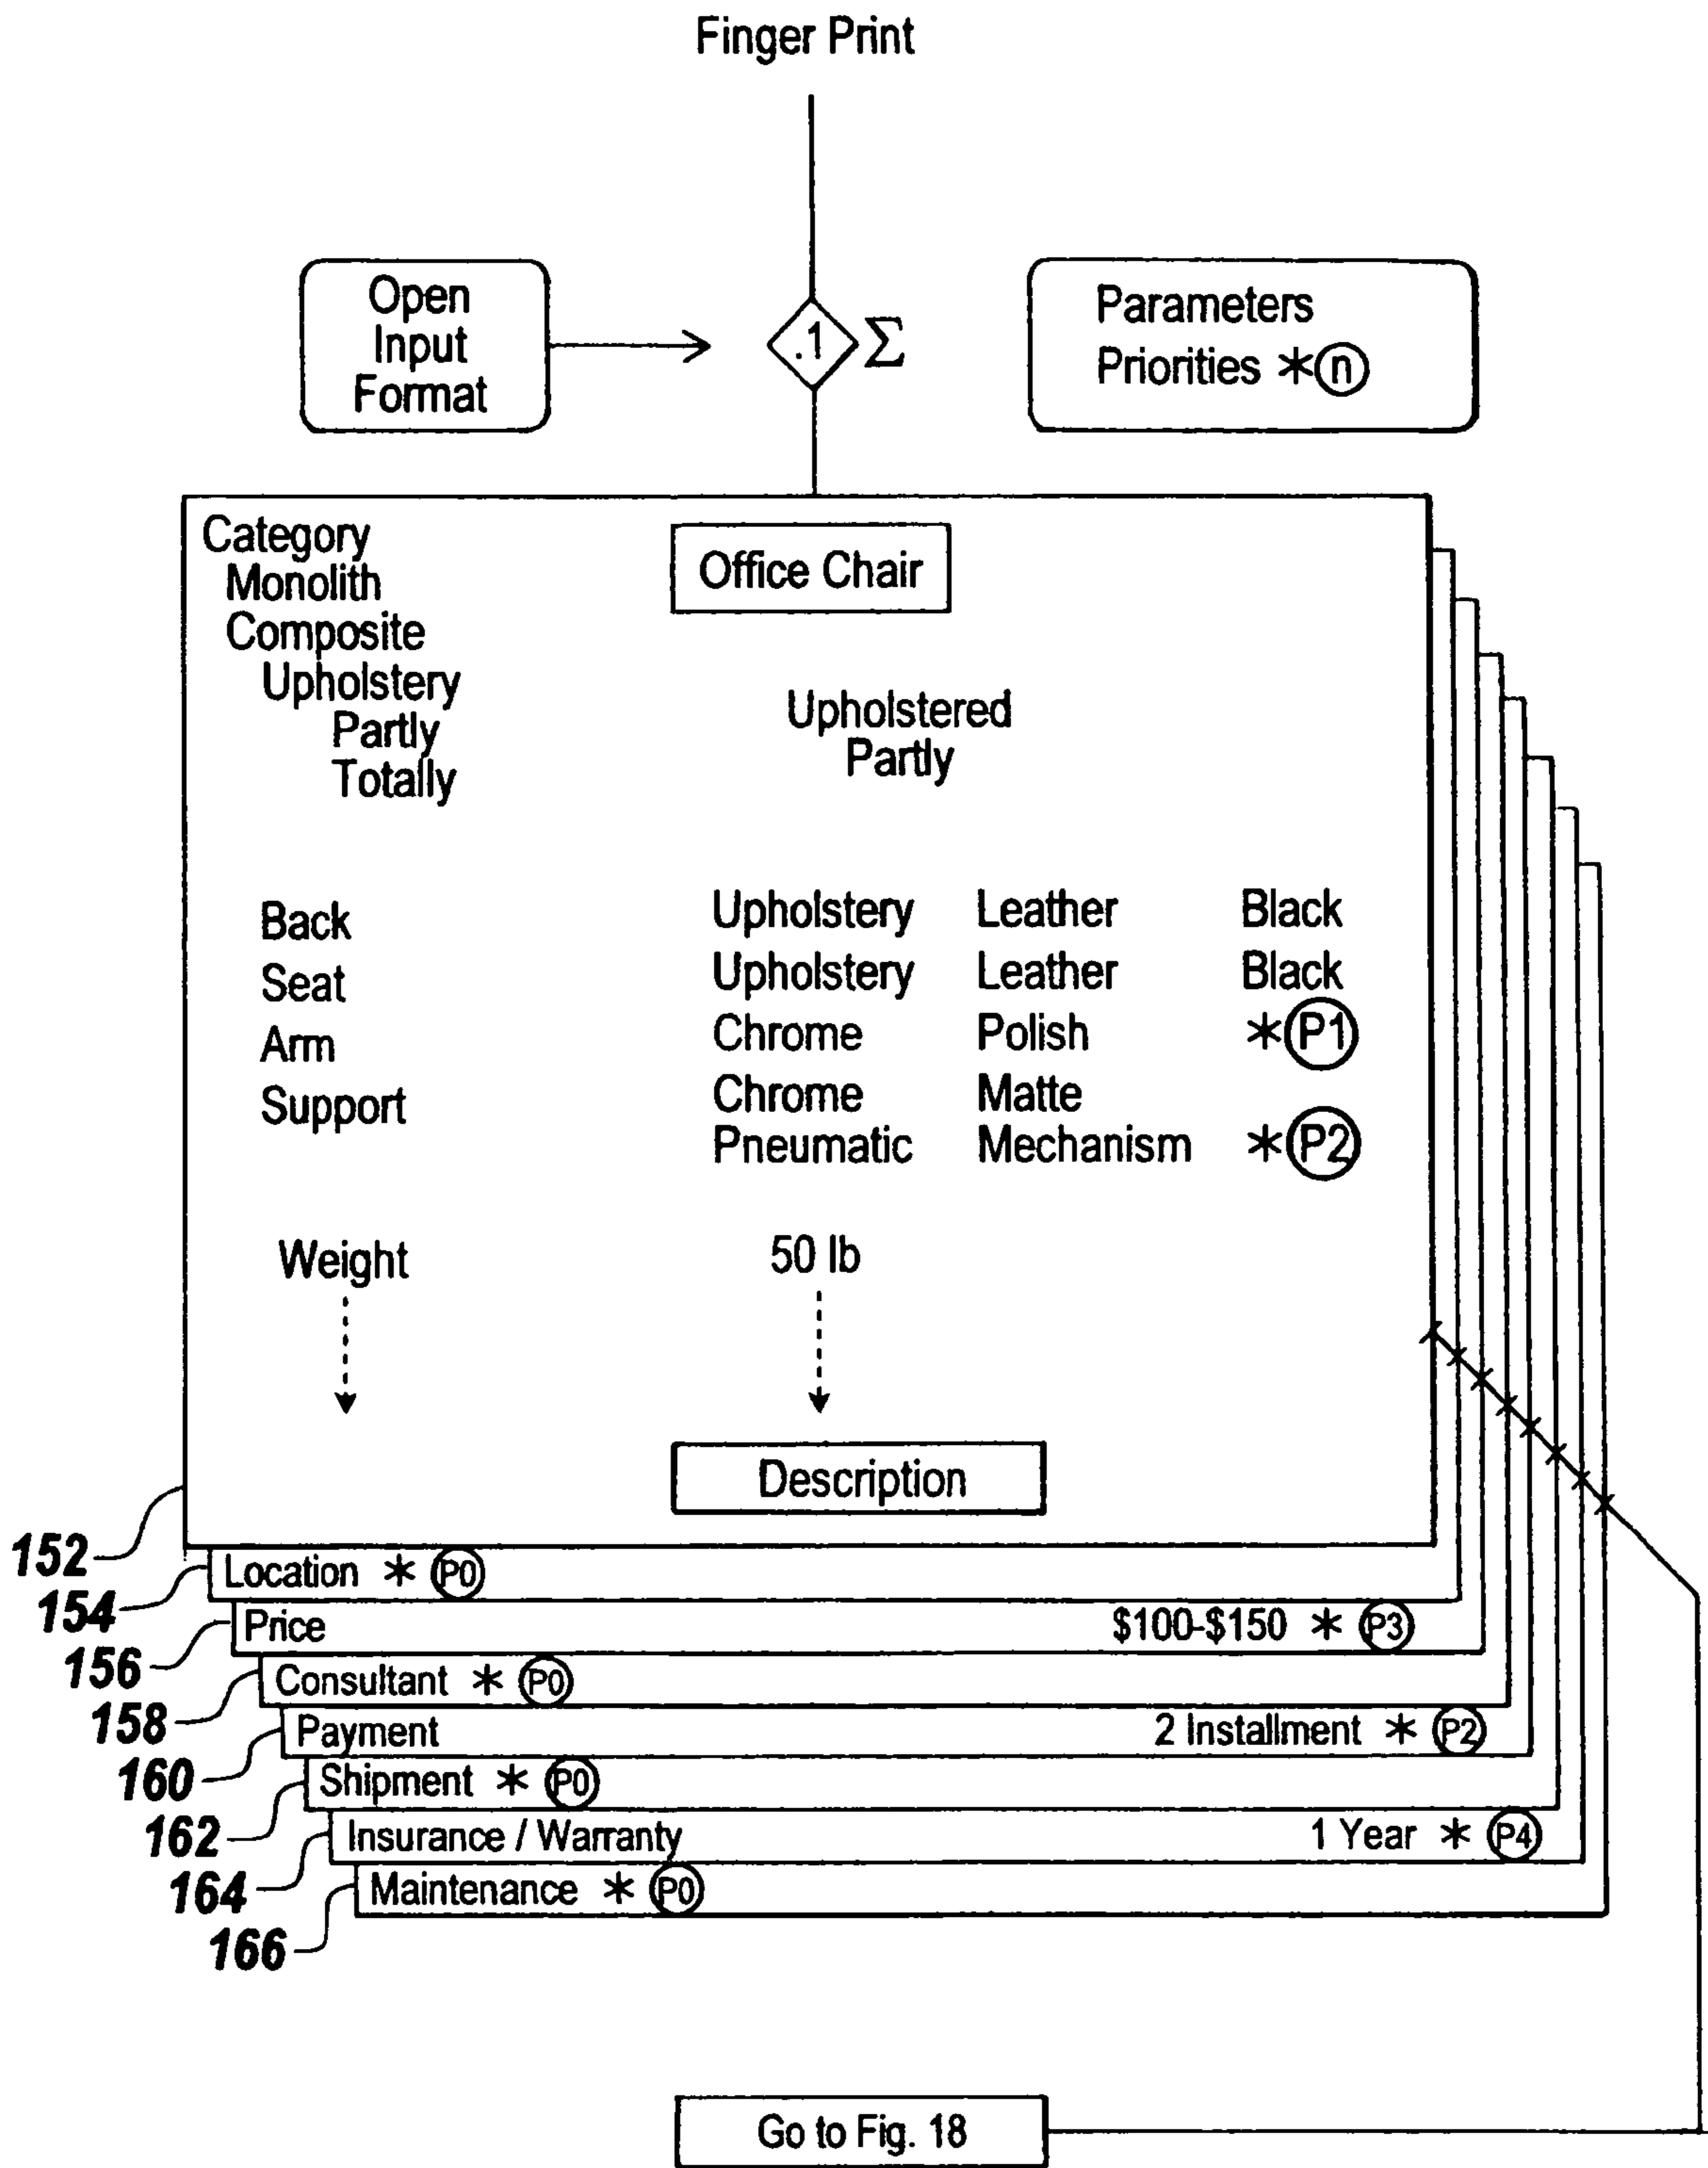 Finger Print
Open
Input
Format
.1 Σ
Parameters
Priorities *ⓝ
Category
Office Chair
Monolith
Composite
Upholstery
Partly
Totally
Upholstered
Partly
Back Upholstery Leather Black
Seat Upholstery Leather Black
Arm Chrome Polish *(P1)
Support Chrome Matte
Pneumatic Mechanism *(P2)
Weight 50 lb
Description
152
154 Location * (P0)
156 Price $100-$150 * (P3)
158 Consultant * (P0)
160 Payment 2 Installment * (P2)
162 Shipment * (P0)
164 Insurance / Warranty 1 Year * (P4)
166 Maintenance * (P0)
Go to Fig. 18